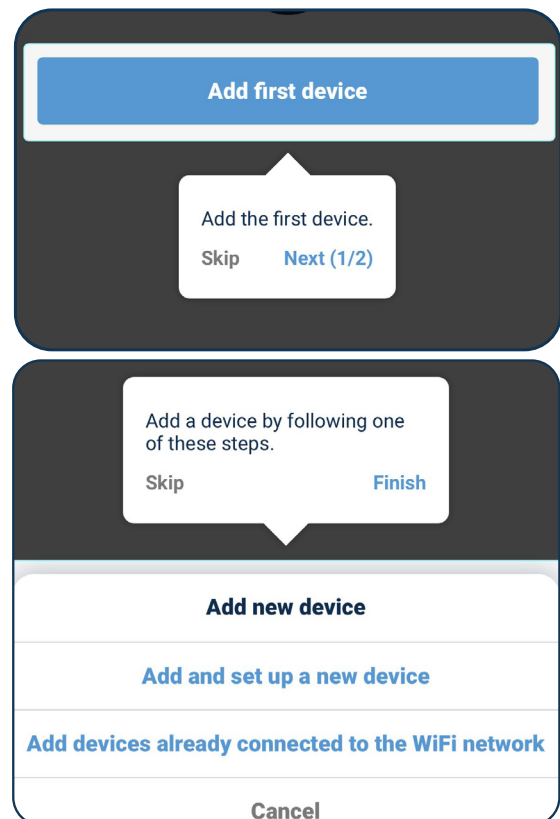 Add first device
Add the first device.
Skip Next (1/2)
Add a device by following one
of these steps.
Skip Finish
Add new device
Add and set up a new device
Add devices already connected to the WiFi network
Cancel